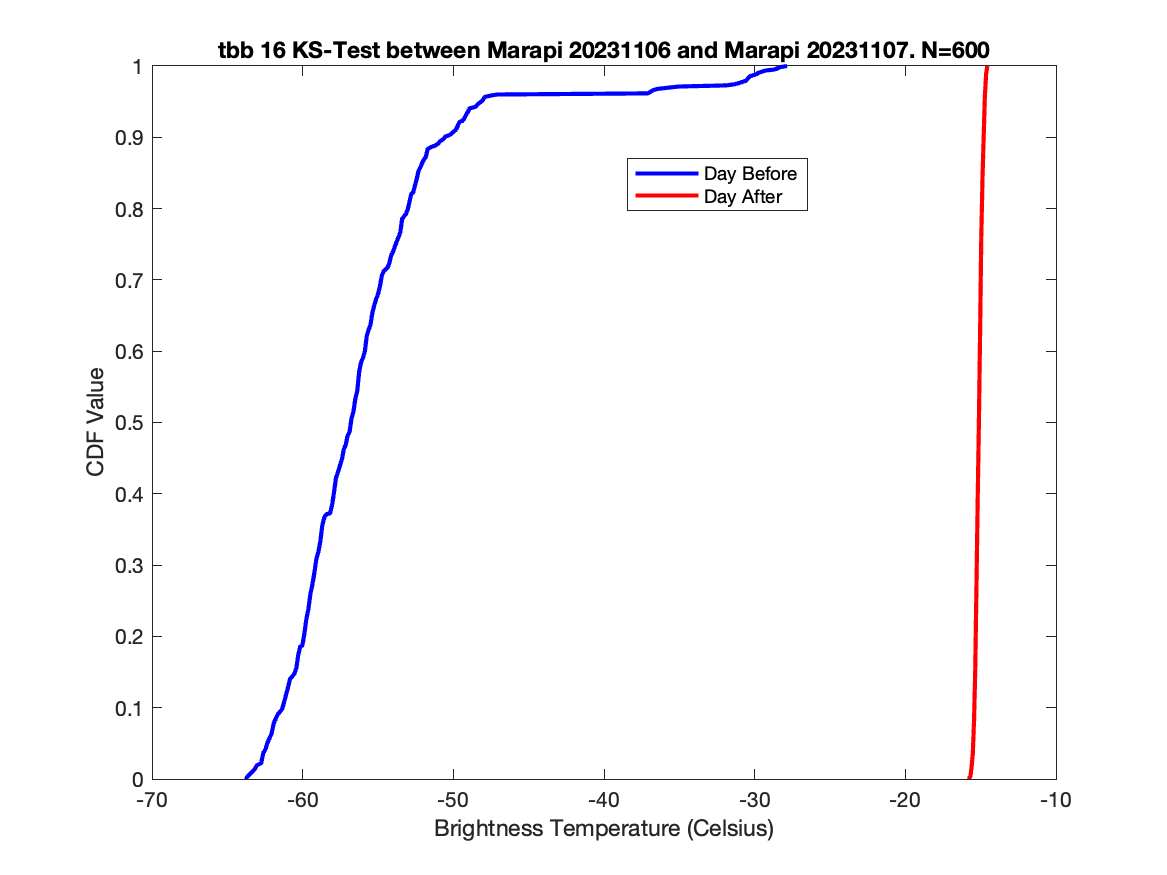 tbb 16 KS-Test between Marapi 20231106 and Marapi 20231107. N=600
1
0.9
0.8
0.7
0.6
0.5
0.4
0.3
0.2
0.1
0
CDF Value
Day Before
Day After
-70 -60 -50 -40 -30 -20 -10
Brightness Temperature (Celsius)